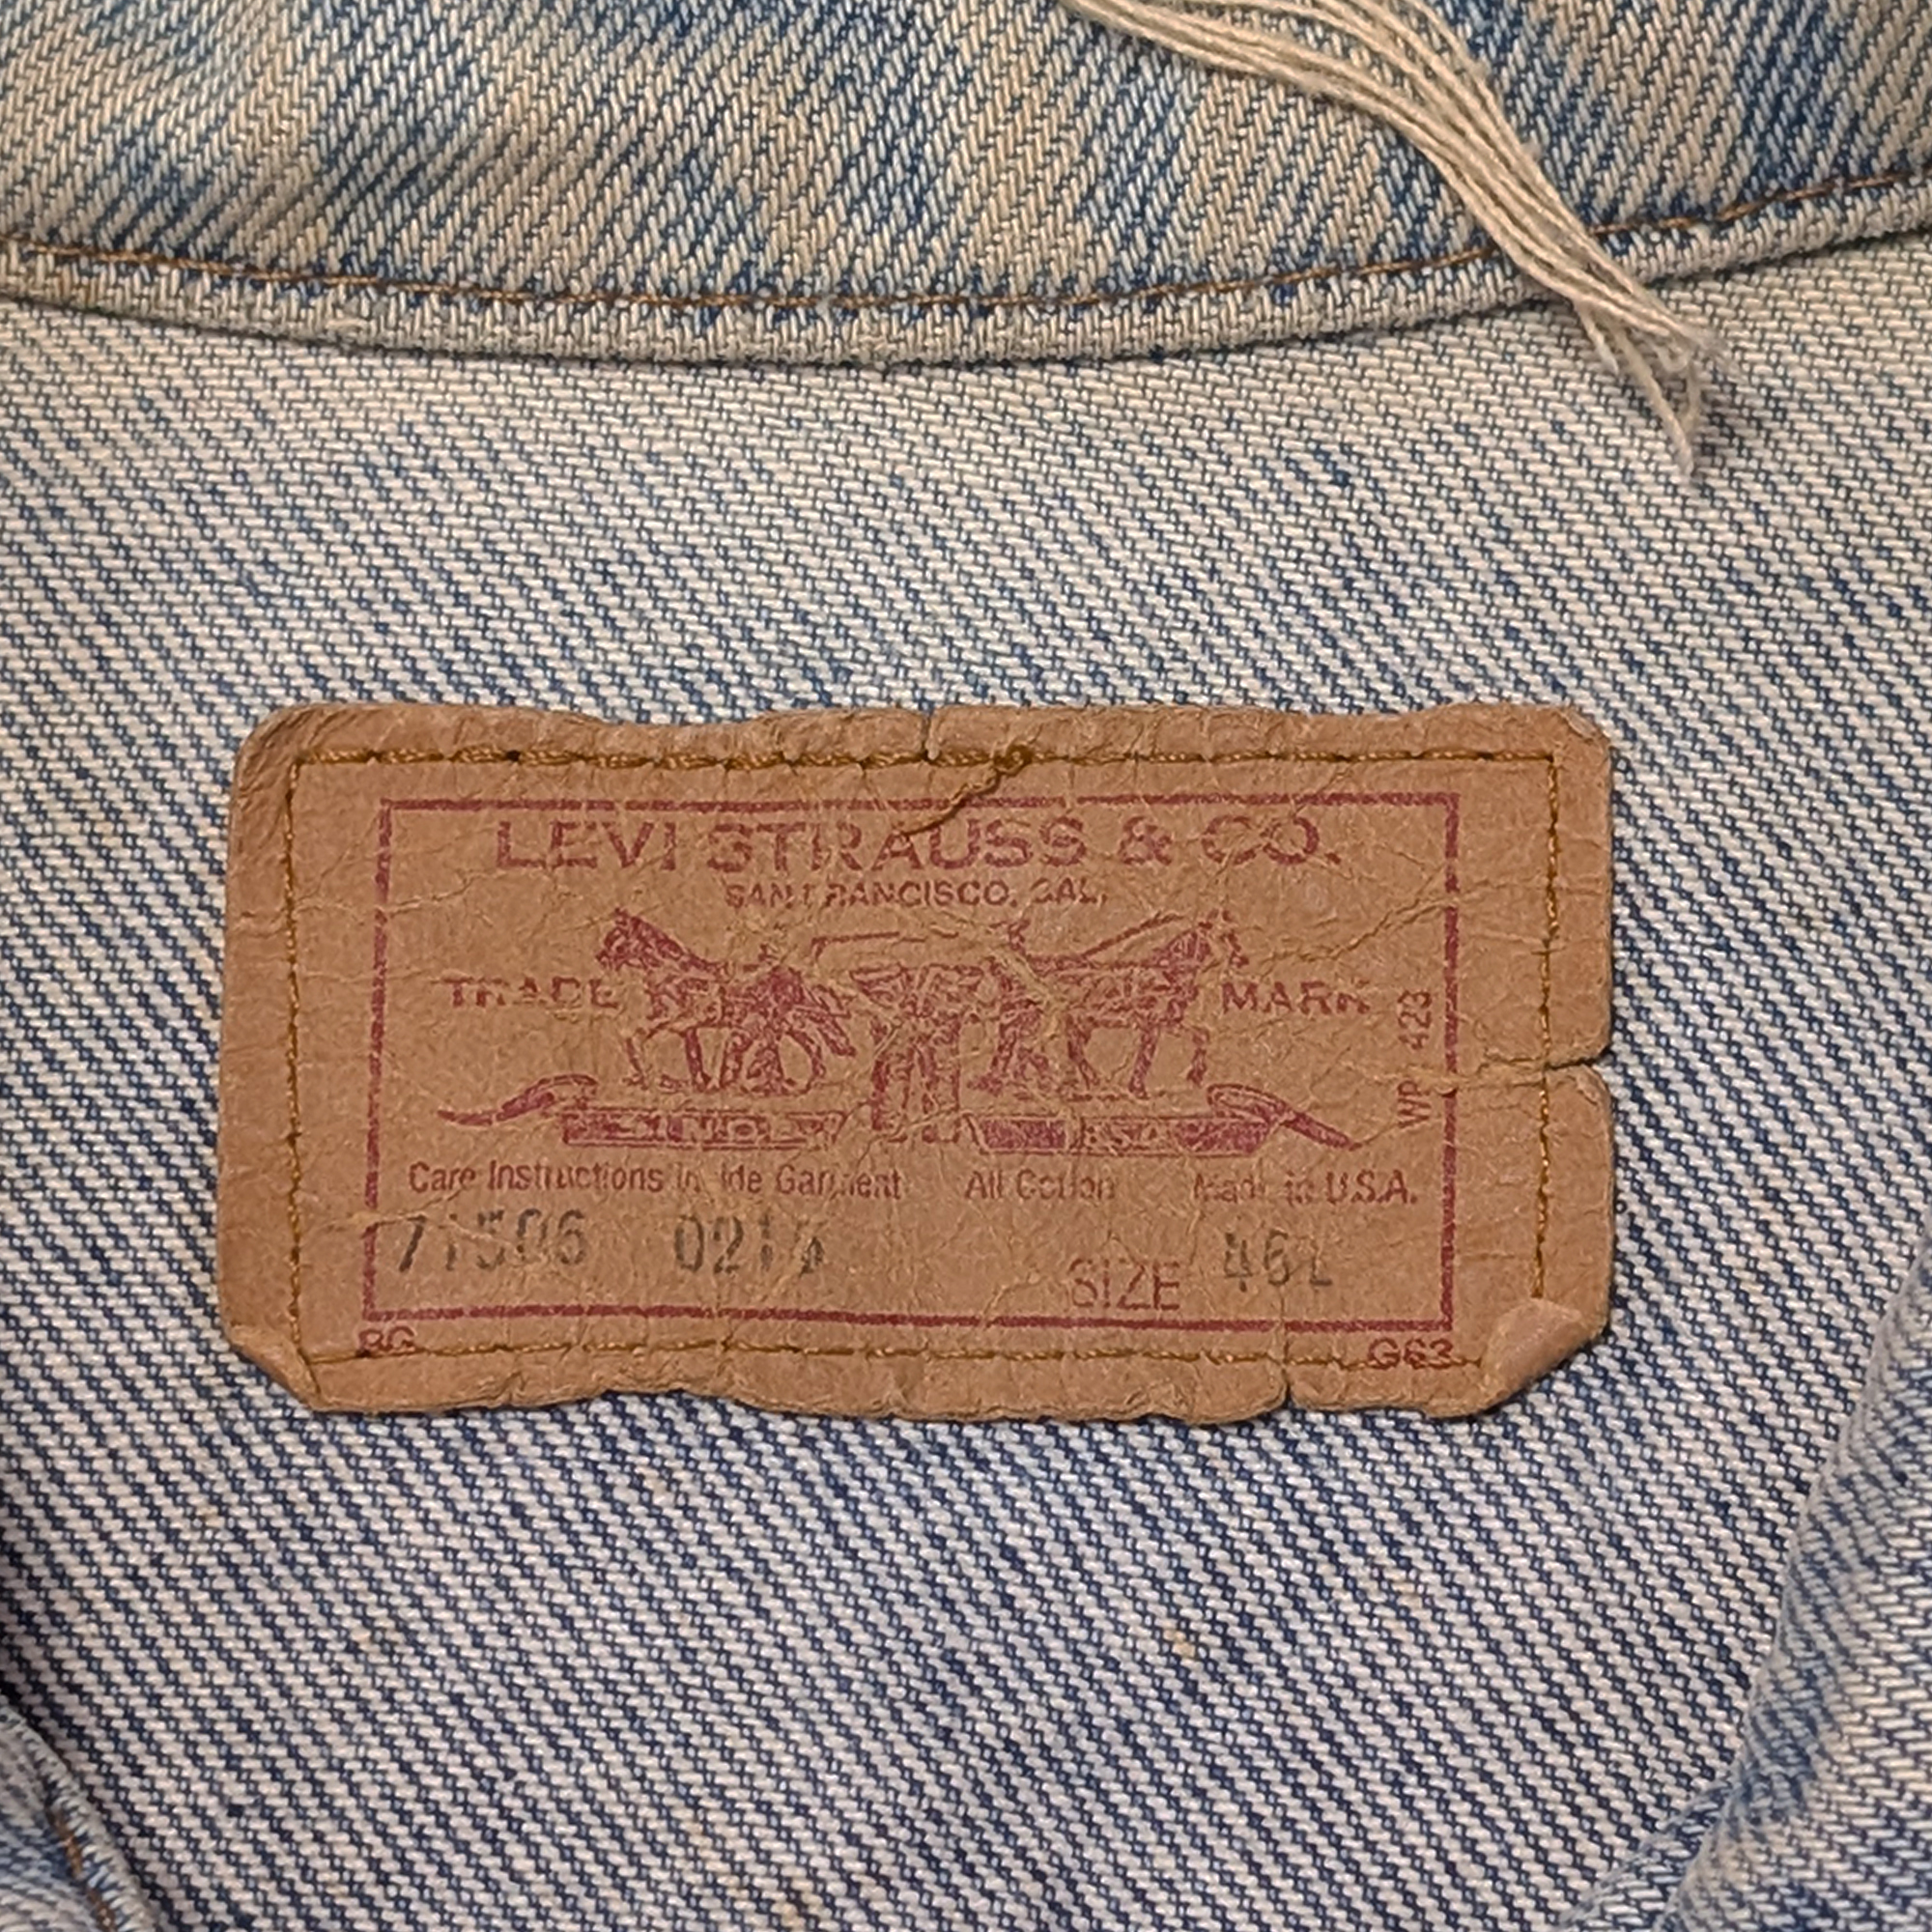 LEVI STRAUSS & CO.
SAN FRANCISCO, CAL.
TRADE MARK
WP 423
Care Instructions Inside Garment All Cotton Made in U.S.A.
71506 0214
SIZE 46L
BG G63